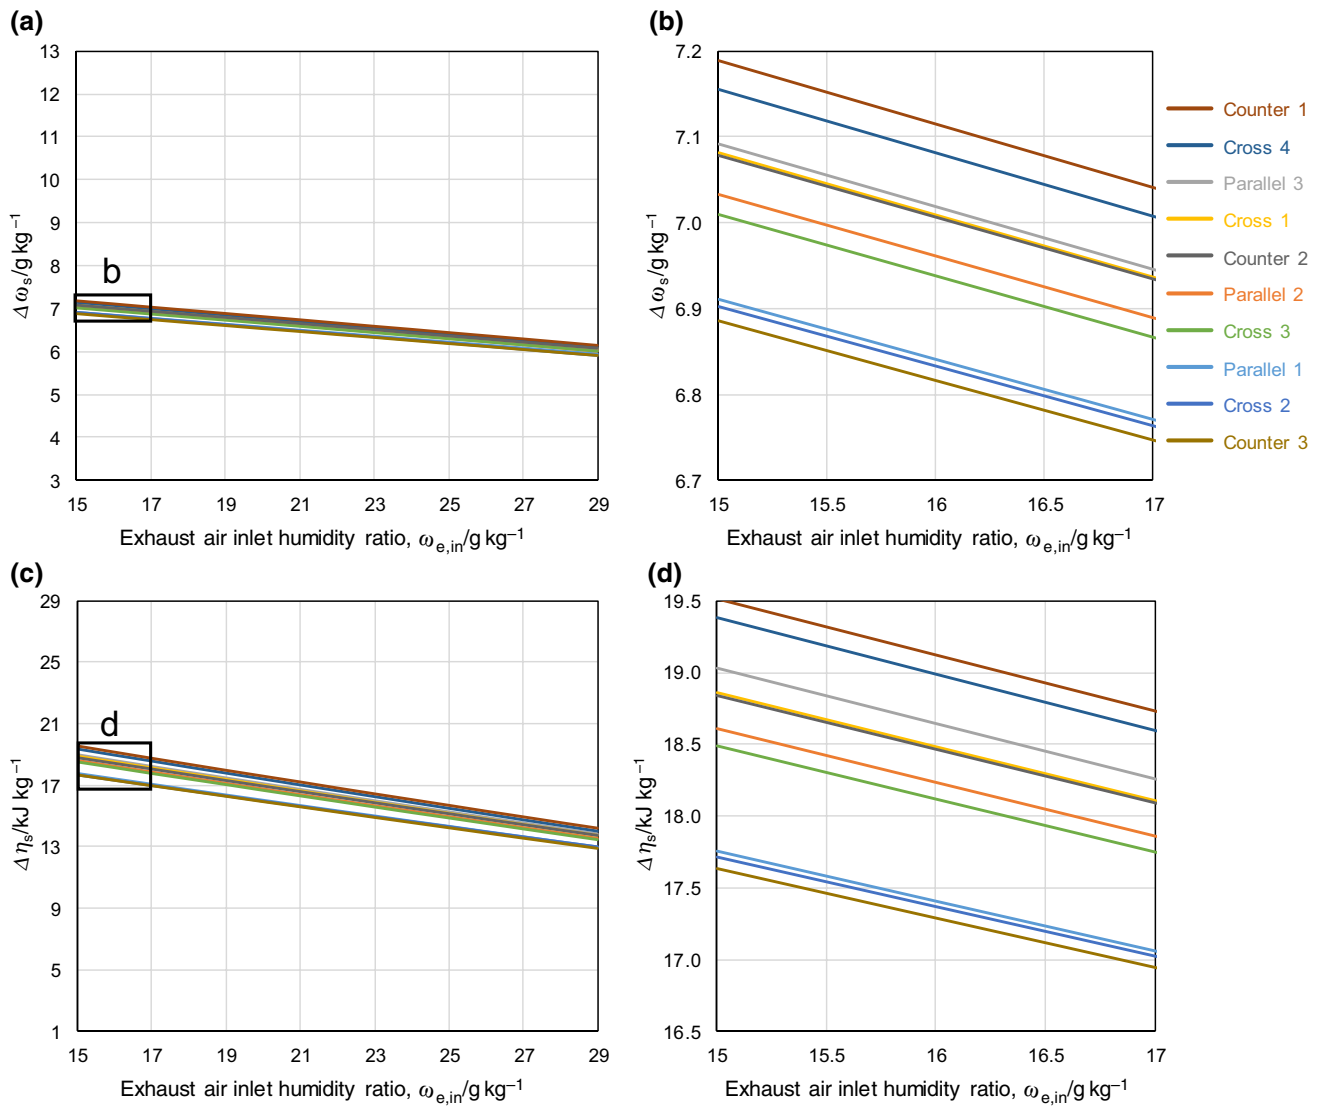 (a)
13
12
11
10
9
8
7
6
5
4
3
Δωs/g kg–1
b
15 17 19 21 23 25 27 29
Exhaust air inlet humidity ratio, ωe,in/g kg–1
(b)
7.2
7.1
7.0
6.9
6.8
6.7
Δωs/g kg–1
15 15.5 16 16.5 17
Exhaust air inlet humidity ratio, ωe,in/g kg–1
Counter 1
Cross 4
Parallel 3
Cross 1
Counter 2
Parallel 2
Cross 3
Parallel 1
Cross 2
Counter 3
(c)
29
25
21
17
13
9
5
1
Δηs/kJ kg–1
d
15 17 19 21 23 25 27 29
Exhaust air inlet humidity ratio, ωe,in/g kg–1
(d)
19.5
19.0
18.5
18.0
17.5
17.0
16.5
Δηs/kJ kg–1
15 15.5 16 16.5 17
Exhaust air inlet humidity ratio, ωe,in/g kg–1